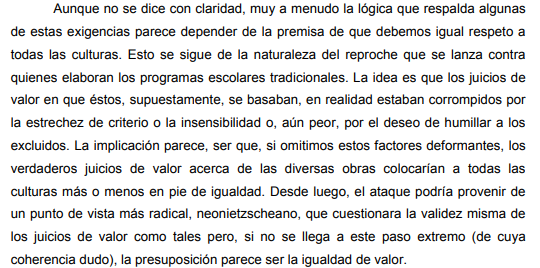 Aunque no se dice con claridad, muy a menudo la lógica que respalda algunas
de estas exigencias parece depender de la premisa de que debemos igual respeto a
todas las culturas. Esto se sigue de la naturaleza del reproche que se lanza contra
quienes elaboran los programas escolares tradicionales. La idea es que los juicios de
valor en que éstos, supuestamente, se basaban, en realidad estaban corrompidos por
la estrechez de criterio o la insensibilidad o, aún peor, por el deseo de humillar a los
excluidos. La implicación parece, ser que, si omitimos estos factores deformantes, los
verdaderos juicios de valor acerca de las diversas obras colocarían a todas las
culturas más o menos en pie de igualdad. Desde luego, el ataque podría provenir de
un punto de vista más radical, neonietzscheano, que cuestionara la validez misma de
los juicios de valor como tales pero, si no se llega a este paso extremo (de cuya
coherencia dudo), la presuposición parece ser la igualdad de valor.